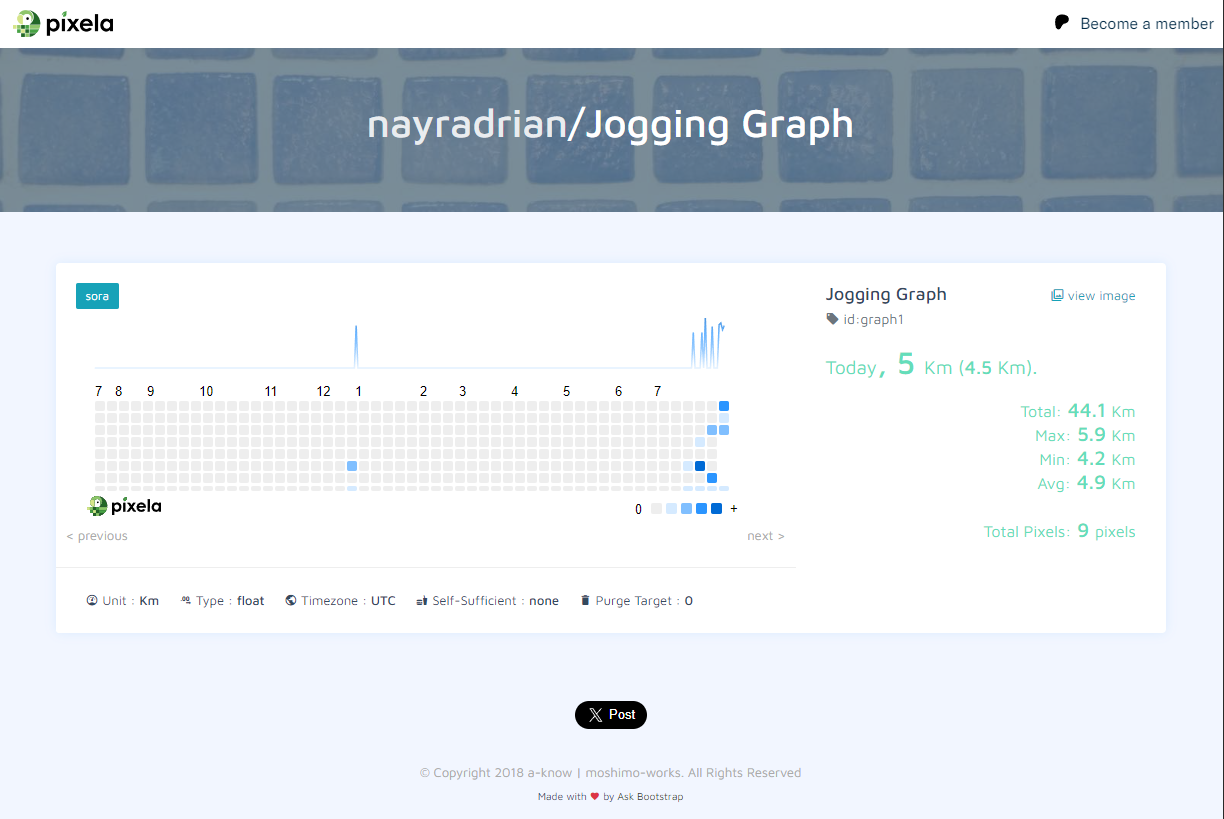 pixela
Become a member
nayradrian/Jogging Graph
sora
7 8 9 10 11 12 1 2 3 4 5 6 7
pixela
0 +
< previous
next >
Unit : Km Type : float Timezone : UTC Self-Sufficient : none Purge Target : 0
Jogging Graph
view image
id:graph1
Today, 5 Km (4.5 Km).
Total: 44.1 Km
Max: 5.9 Km
Min: 4.2 Km
Avg: 4.9 Km
Total Pixels: 9 pixels
Post
© Copyright 2018 a-know | moshimo-works. All Rights Reserved
Made with ❤ by Ask Bootstrap